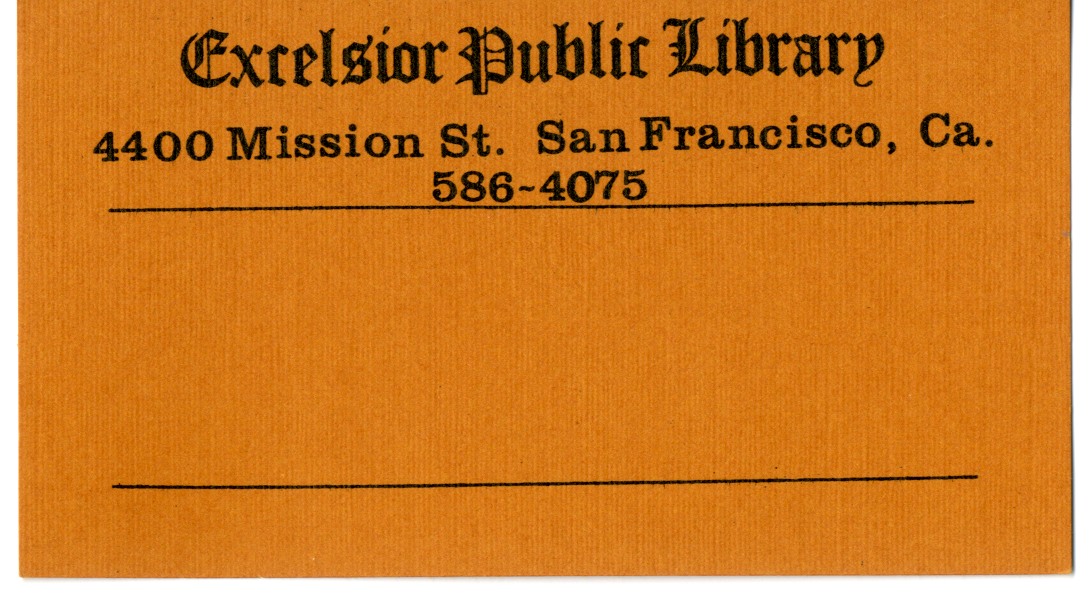 Excelsior Public Library
4400 Mission St. San Francisco, Ca.
586-4075